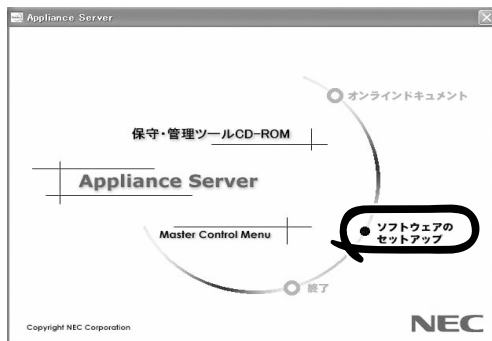 Appliance Server
オンラインドキュメント
保守・管理ツールCD-ROM
Appliance Server
ソフトウェアの
セットアップ
Master Control Menu
終了
Copyright NEC Corporation
NEC